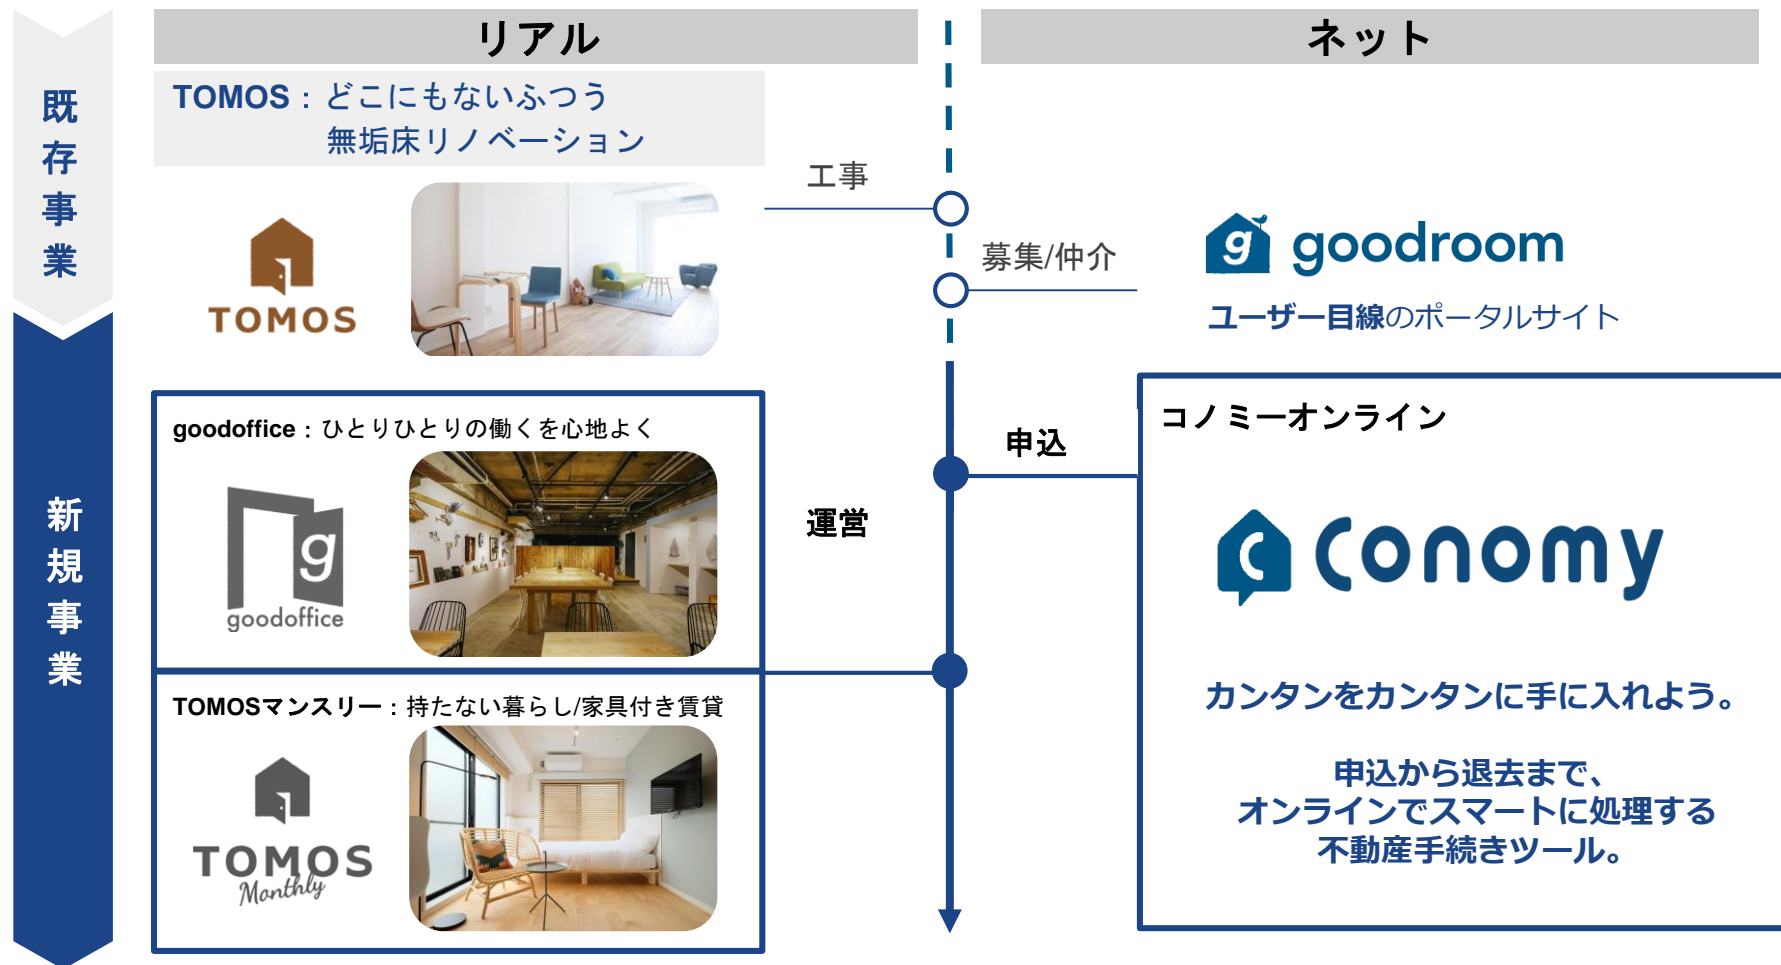 リアル
ネット
既存事業
TOMOS：どこにもないふつう
無垢床リノベーション
TOMOS
工事
募集/仲介
g goodroom
ユーザー目線のポータルサイト
新規事業
goodoffice：ひとりひとりの働くを心地よく
g
goodoffice
運営
TOMOSマンスリー：持たない暮らし/家具付き賃貸
TOMOS
Monthly
申込
コノミーオンライン
Conomy
カンタンをカンタンに手に入れよう。
申込から退去まで、
オンラインでスマートに処理する
不動産手続きツール。